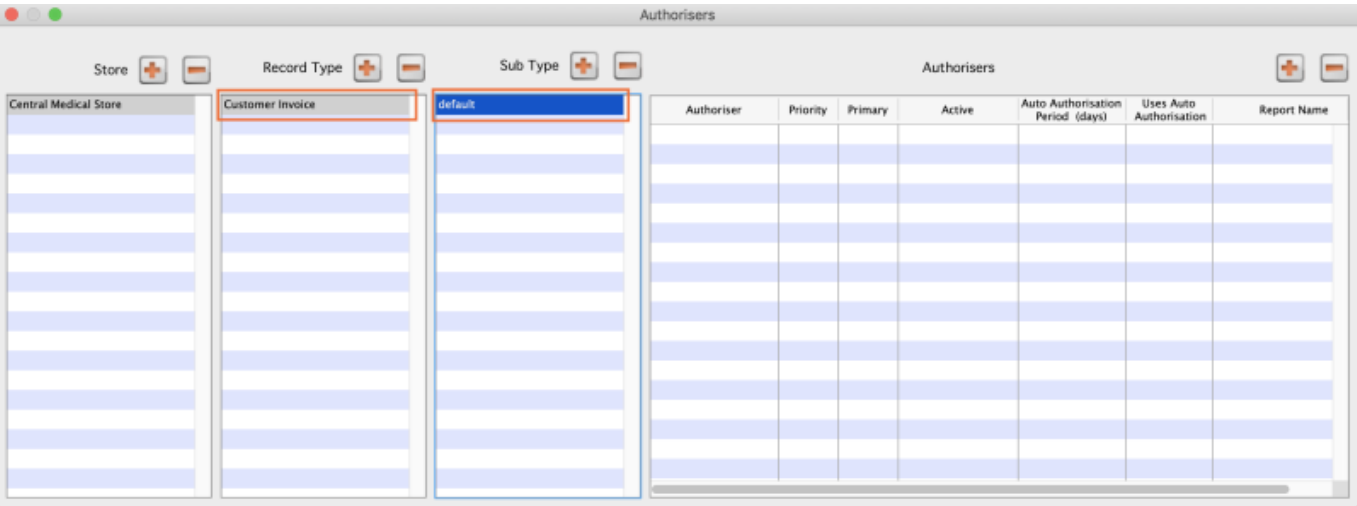 Authorisers
Store
Record Type
Sub Type
Authorisers
Central Medical Store
Customer Invoice
default
Authoriser
Priority
Primary
Active
Auto Authorisation
Period (days)
Uses Auto
Authorisation
Report Name